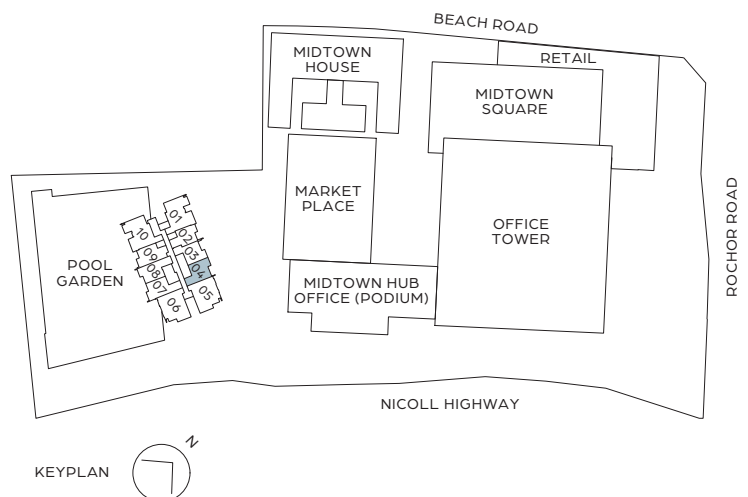 BEACH ROAD
MIDTOWN
HOUSE
RETAIL
MIDTOWN
SQUARE
ROCHOR ROAD
MARKET
PLACE
OFFICE
TOWER
POOL
GARDEN
01
02
03
04
05
10
09
08
07
06
MIDTOWN HUB
OFFICE (PODIUM)
NICOLL HIGHWAY
KEYPLAN
N